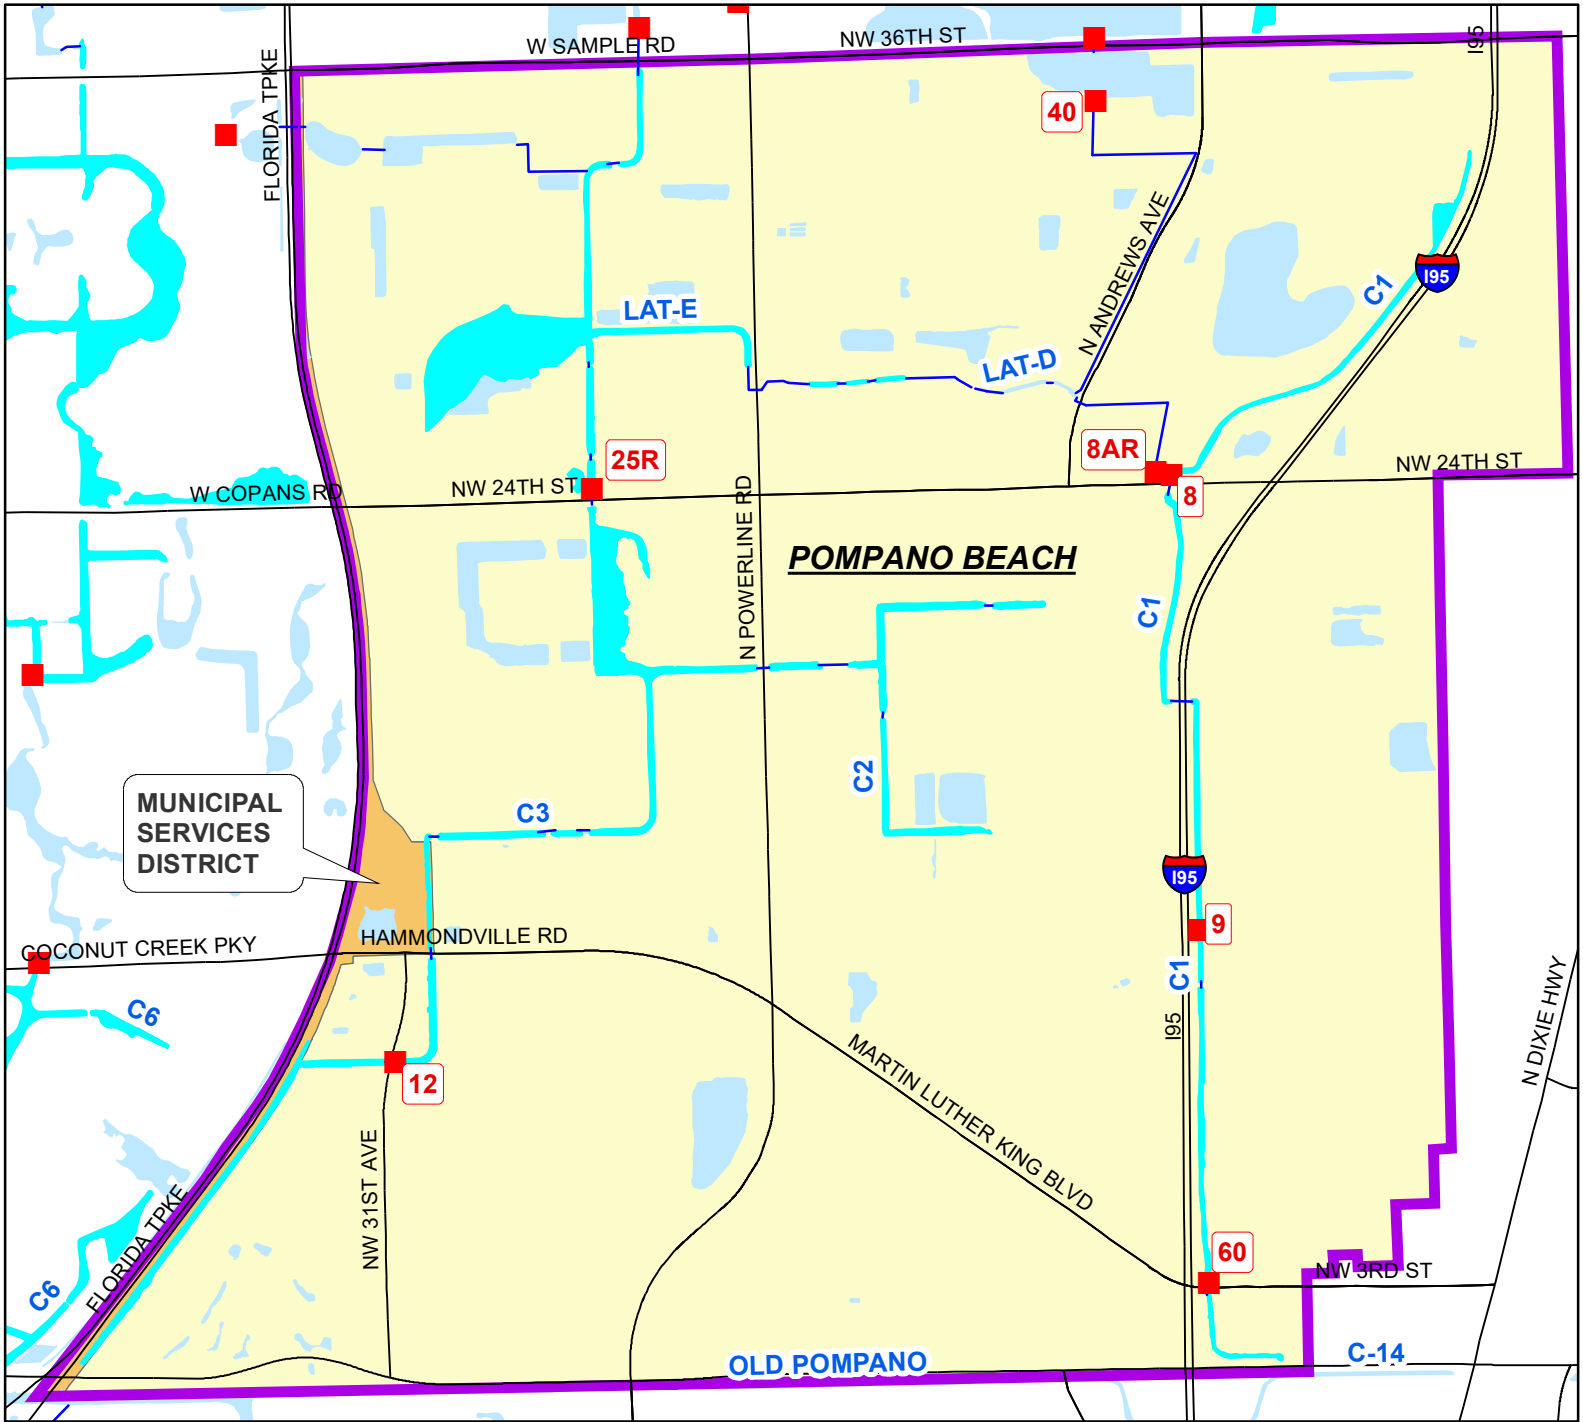 W SAMPLE RD
NW 36TH ST
I95
FLORIDA TPKE
40
N ANDREWS AVE
I95
C1
LAT-E
LAT-D
8AR
25R
NW 24TH ST
W COPANS RD
NW 24TH ST
8
N POWERLINE RD
POMPANO BEACH
C1
C2
MUNICIPAL
SERVICES
DISTRICT
C3
I95
9
HAMMONDVILLE RD
COCONUT CREEK PKY
C1
C6
I95
N DIXIE HWY
MARTIN LUTHER KING BLVD
12
NW 31ST AVE
FLORIDA TPKE
C6
60
NW 3RD ST
OLD POMPANO
C-14